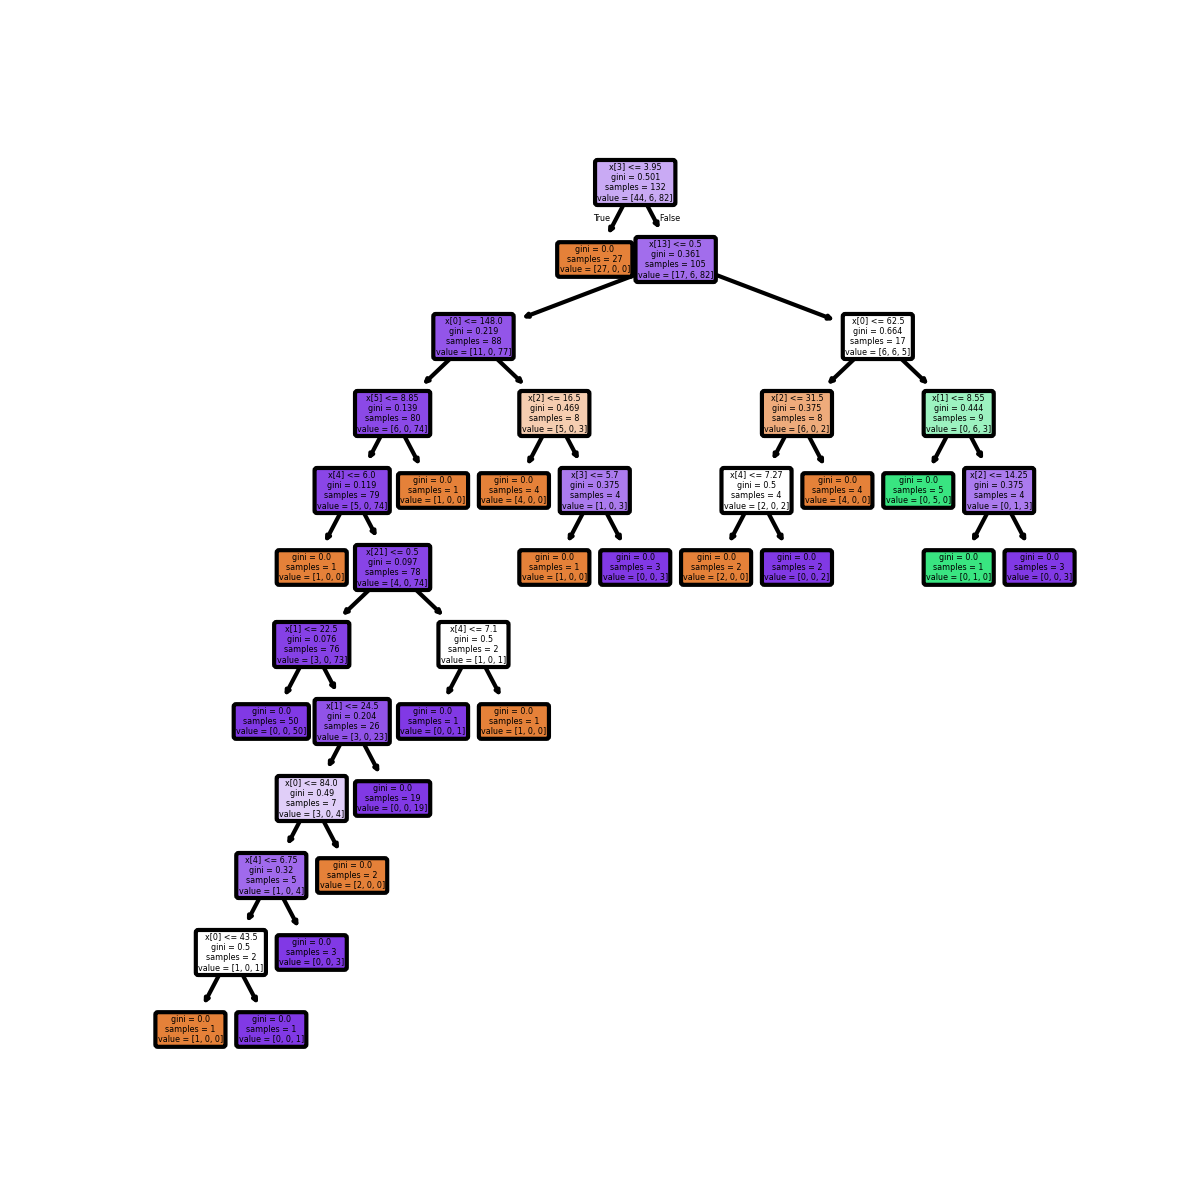 x[3] <= 3.95
gini = 0.501
samples = 132
value = [44, 6, 82]
True
False
gini = 0.0
samples = 27
value = [27, 0, 0]
x[13] <= 0.5
gini = 0.361
samples = 105
value = [17, 6, 82]
x[0] <= 148.0
gini = 0.219
samples = 88
value = [11, 0, 77]
x[0] <= 62.5
gini = 0.664
samples = 17
value = [6, 6, 5]
x[5] <= 8.85
gini = 0.139
samples = 80
value = [6, 0, 74]
x[2] <= 16.5
gini = 0.469
samples = 8
value = [5, 0, 3]
x[2] <= 31.5
gini = 0.375
samples = 8
value = [6, 0, 2]
x[1] <= 8.55
gini = 0.444
samples = 9
value = [0, 6, 3]
x[4] <= 6.0
gini = 0.119
samples = 79
value = [5, 0, 74]
gini = 0.0
samples = 1
value = [1, 0, 0]
gini = 0.0
samples = 4
value = [4, 0, 0]
x[3] <= 5.7
gini = 0.375
samples = 4
value = [1, 0, 3]
x[4] <= 7.27
gini = 0.5
samples = 4
value = [2, 0, 2]
gini = 0.0
samples = 4
value = [4, 0, 0]
gini = 0.0
samples = 5
value = [0, 5, 0]
x[2] <= 14.25
gini = 0.375
samples = 4
value = [0, 1, 3]
gini = 0.0
samples = 1
value = [1, 0, 0]
x[21] <= 0.5
gini = 0.097
samples = 78
value = [4, 0, 74]
gini = 0.0
samples = 1
value = [1, 0, 0]
gini = 0.0
samples = 3
value = [0, 0, 3]
gini = 0.0
samples = 2
value = [2, 0, 0]
gini = 0.0
samples = 2
value = [0, 0, 2]
gini = 0.0
samples = 1
value = [0, 1, 0]
gini = 0.0
samples = 3
value = [0, 0, 3]
x[1] <= 22.5
gini = 0.076
samples = 76
value = [3, 0, 73]
x[4] <= 7.1
gini = 0.5
samples = 2
value = [1, 0, 1]
gini = 0.0
samples = 50
value = [0, 0, 50]
x[1] <= 24.5
gini = 0.204
samples = 26
value = [3, 0, 23]
gini = 0.0
samples = 1
value = [0, 0, 1]
gini = 0.0
samples = 1
value = [1, 0, 0]
x[0] <= 84.0
gini = 0.49
samples = 7
value = [3, 0, 4]
gini = 0.0
samples = 19
value = [0, 0, 19]
x[4] <= 6.75
gini = 0.32
samples = 5
value = [1, 0, 4]
gini = 0.0
samples = 2
value = [2, 0, 0]
x[0] <= 43.5
gini = 0.5
samples = 2
value = [1, 0, 1]
gini = 0.0
samples = 3
value = [0, 0, 3]
gini = 0.0
samples = 1
value = [1, 0, 0]
gini = 0.0
samples = 1
value = [0, 0, 1]